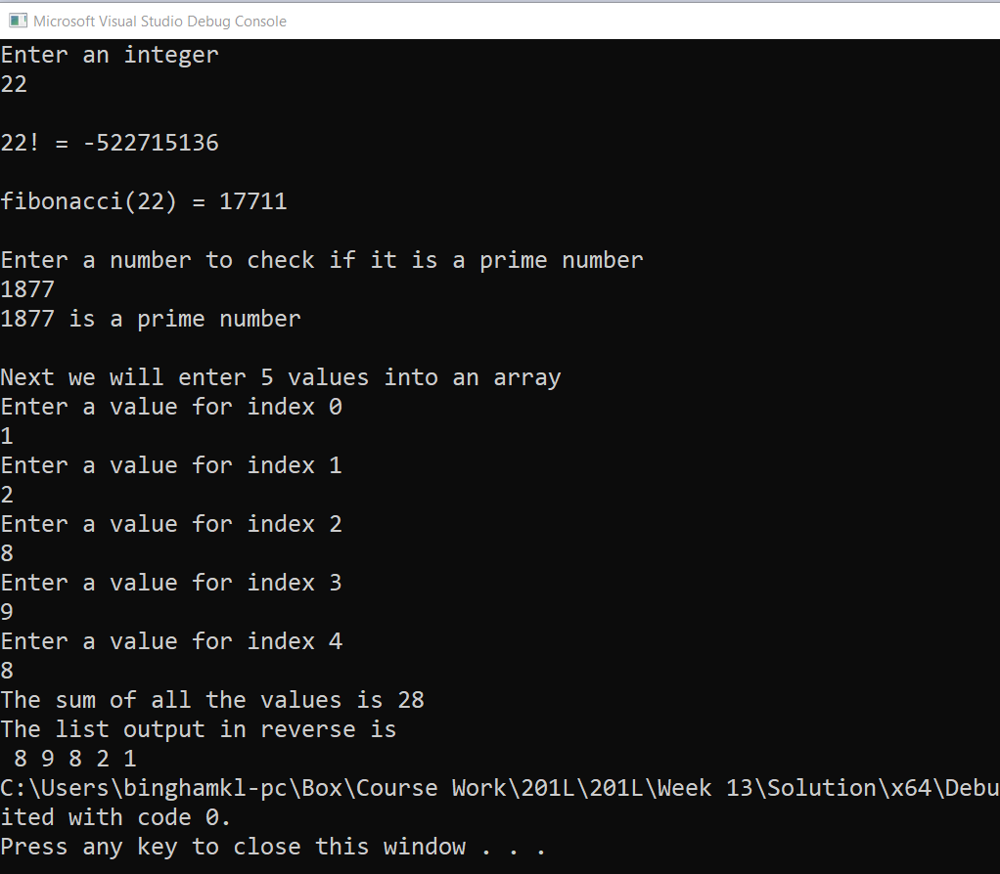 Microsoft Visual Studio Debug Console
Enter an integer
22
22! = -522715136
fibonacci(22) = 17711
Enter a number to check if it is a prime number
1877
1877 is a prime number
Next we will enter 5 values into an array
Enter a value for index 0
1
Enter a value for index 1
2
Enter a value for index 2
8
Enter a value for index 3
9
Enter a value for index 4
8
The sum of all the values is 28
The list output in reverse is
8 9 8 2 1
C:\Users\binghamkl-pc\Box\Course Work\201L\201L\Week 13\Solution\x64\Debu
ited with code 0.
Press any key to close this window . . .